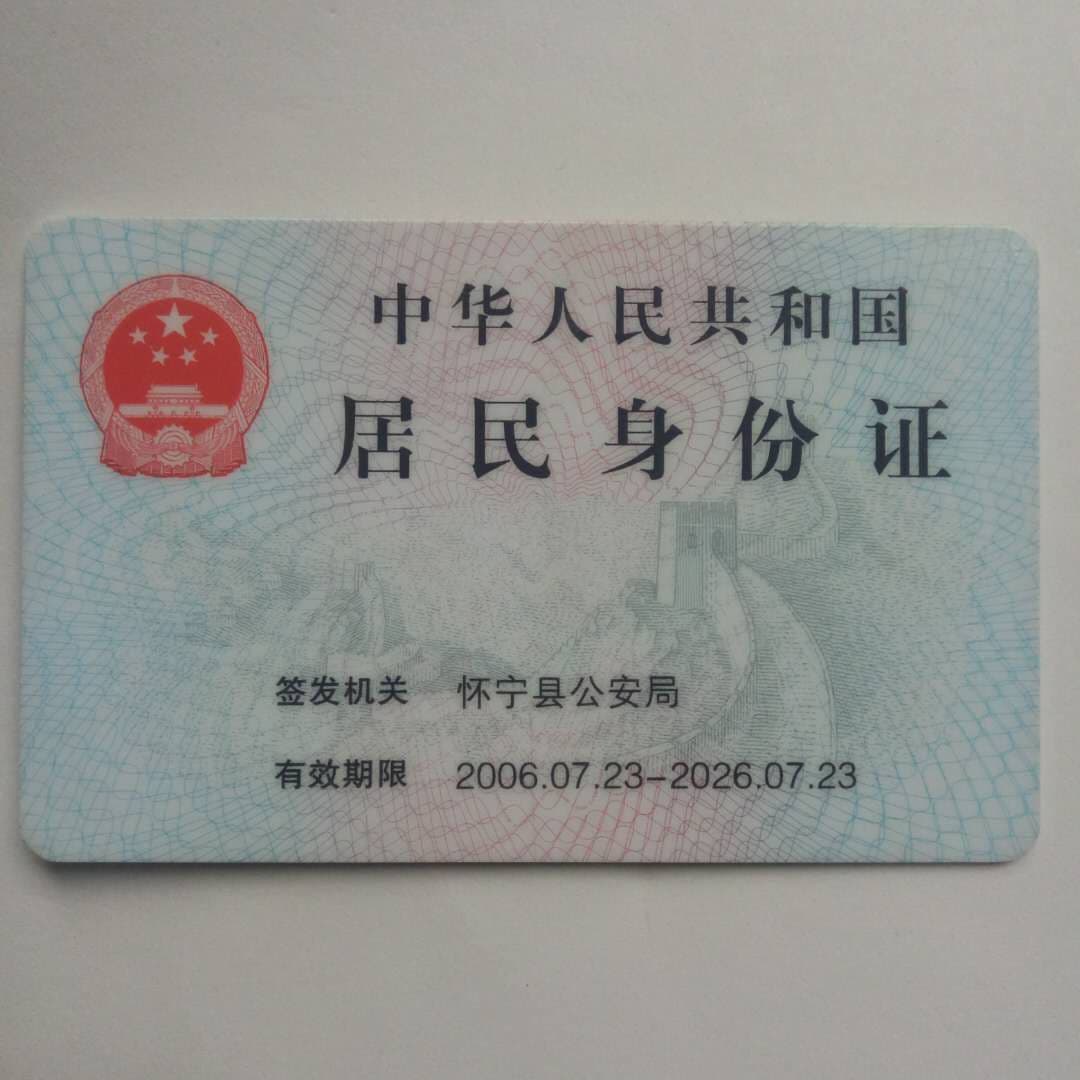 中华人民共和国
居民身份证
签发机关 怀宁县公安局
有效期限 2006.07.23-2026.07.23